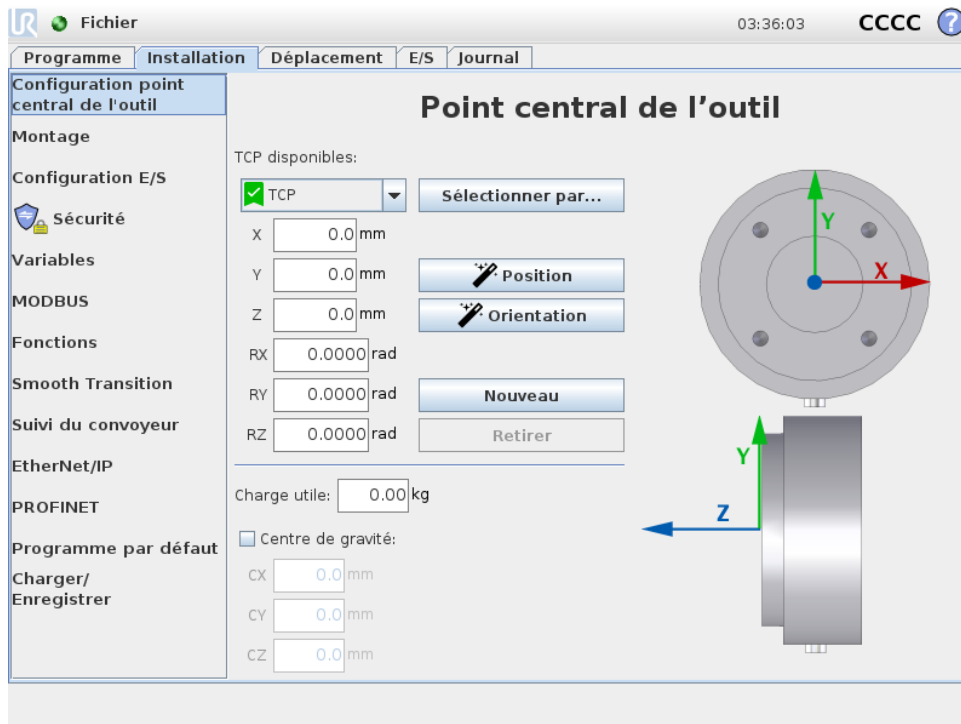 UR Fichier 03:36:03 CCCC ?
Programme Installation Déplacement E/S Journal
Configuration point
central de l'outil
Montage
Configuration E/S
Sécurité
Variables
MODBUS
Fonctions
Smooth Transition
Suivi du convoyeur
EtherNet/IP
PROFINET
Programme par défaut
Charger/
Enregistrer
Point central de l’outil
TCP disponibles:
TCP Sélectionner par...
X 0.0 mm
Y 0.0 mm Position
Z 0.0 mm Orientation
RX 0.0000 rad
RY 0.0000 rad Nouveau
RZ 0.0000 rad Retirer
Charge utile: 0.00 kg
Centre de gravité:
CX 0.0 mm
CY 0.0 mm
CZ 0.0 mm
Y
X
Y
Z